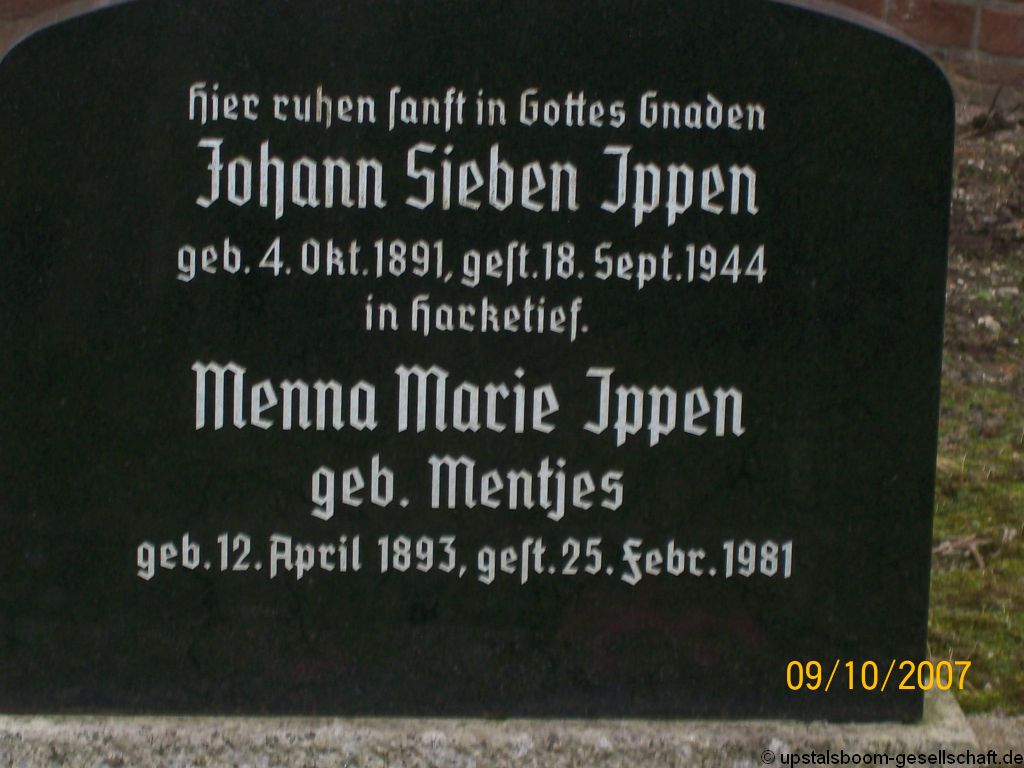 Hier ruhen sanft in Gottes Gnaden
Johann Sieben Ippen
geb. 4. Okt. 1891, gest. 18. Sept. 1944
in Harketief.
Menna Marie Ippen
geb. Mentjes
geb. 12. April 1893, gest. 25. Febr. 1981
09/10/2007
© upstalsboom-gesellschaft.de